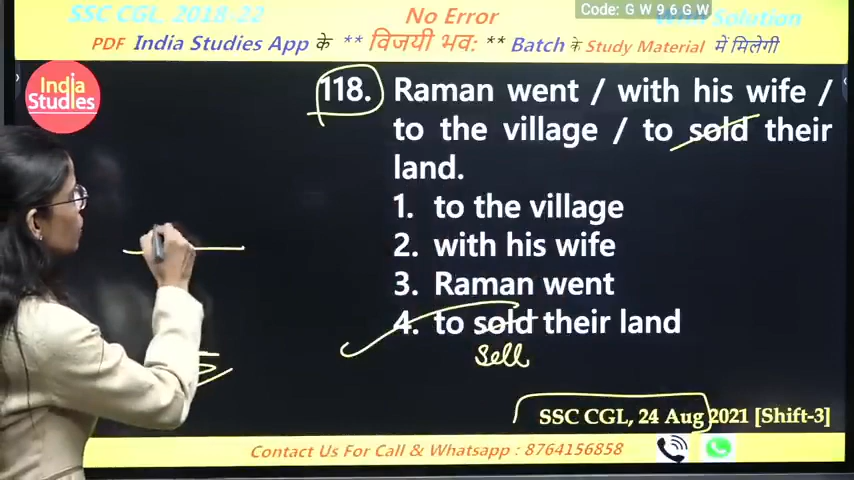 SSC CGL, 2018-22
No Error
Code: G W 9 6 G W
Solution
PDF India Studies App के ** विजयी भव: ** Batch के Study Material में मिलेगी
India
Studies
118. Raman went / with his wife /
to the village / to sold their
land.
1. to the village
2. with his wife
3. Raman went
4. to sold their land
Sell
SSC CGL, 24 Aug 2021 [Shift-3]
Contact Us For Call & Whatsapp : 8764156858